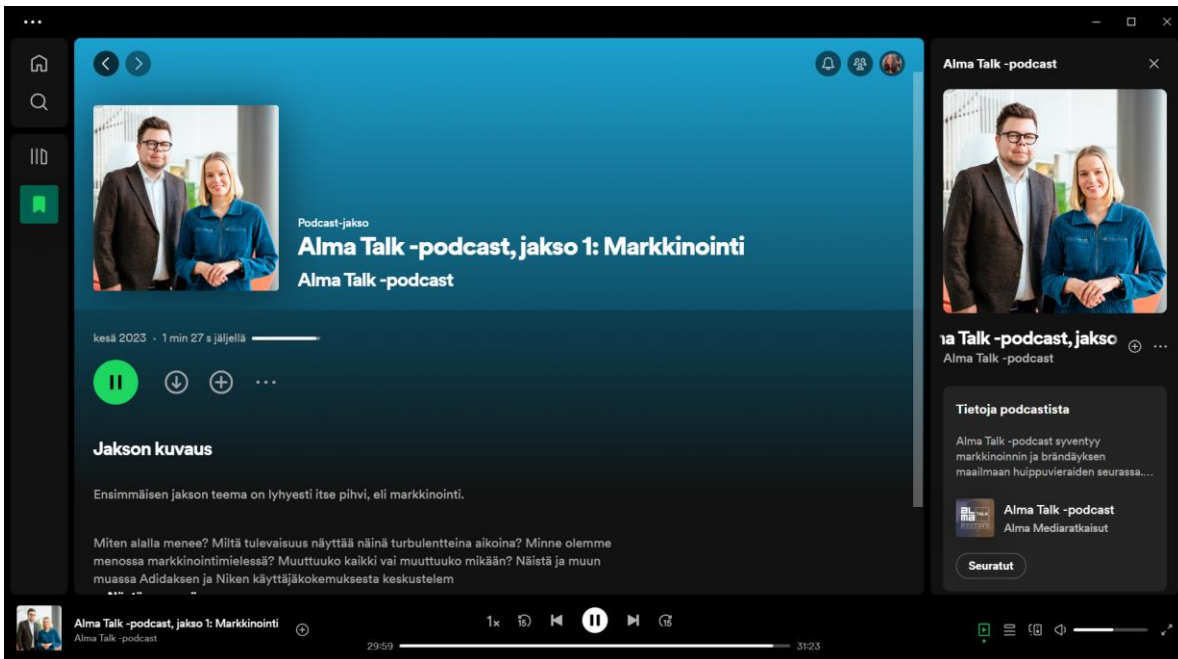 Alma Talk -podcast
Podcast-jakso
Alma Talk -podcast, jakso 1: Markkinointi
Alma Talk -podcast
kesä 2023 · 1 min 27 s jäljellä
Jakson kuvaus
Ensimmäisen jakson teema on lyhyesti itse pihvi, eli markkinointi.
Miten alalla menee? Miltä tulevaisuus näyttää näinä turbulentteina aikoina? Minne olemme
menossa markkinointimielessä? Muuttuuko kaikki vai muuttuuko mikään? Näistä ja muun
muassa Adidaksen ja Niken käyttäjäkokemuksesta keskustelem
Talk -podcast, jakso
Alma Talk -podcast
Tietoja podcastista
Alma Talk -podcast syventyy
markkinoinnin ja brändäyksen
maailmaan huippuvieraiden seurassa....
ALMA TALK
Alma Talk -podcast
Alma Mediaratkaisut
Seuratut
Alma Talk -podcast, jakso 1: Markkinointi
Alma Talk -podcast
1x
15
15
29:59
31:23